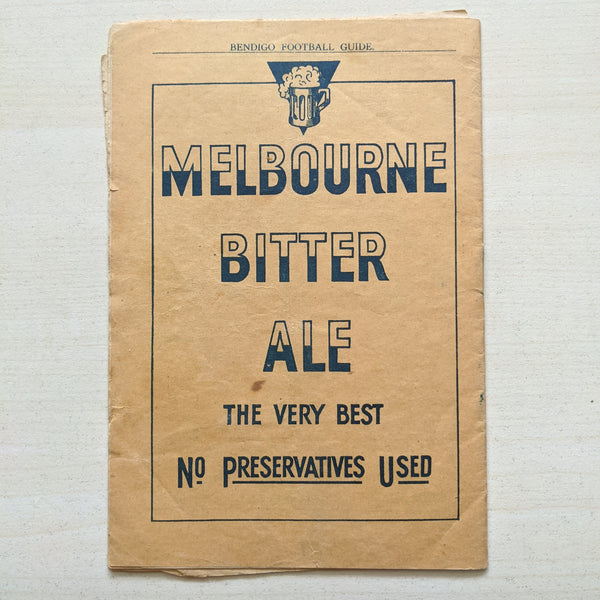 BENDIGO FOOTBALL GUIDE.
MELBOURNE
BITTER
ALE
THE VERY BEST
NO PRESERVATIVES USED